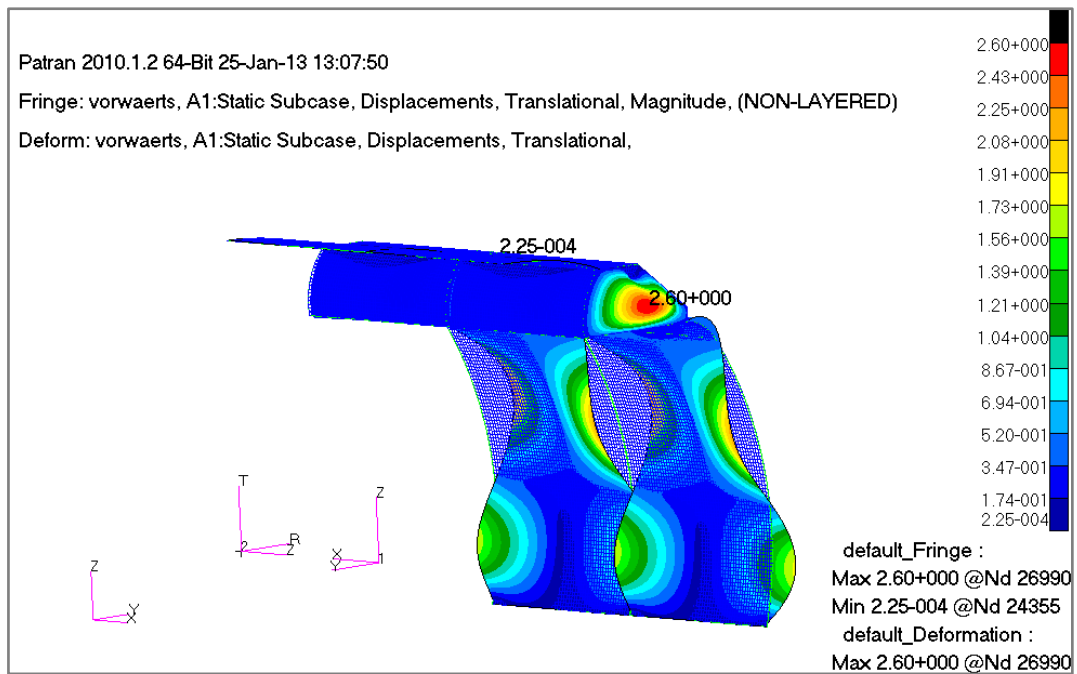 Patran 2010.1.2 64-Bit 25-Jan-13 13:07:50
Fringe: vorwaerts, A1:Static Subcase, Displacements, Translational, Magnitude, (NON-LAYERED)
Deform: vorwaerts, A1:Static Subcase, Displacements, Translational,
2.60+000
2.43+000
2.25+000
2.08+000
1.91+000
1.73+000
1.56+000
1.39+000
1.21+000
1.04+000
8.67-001
6.94-001
5.20-001
3.47-001
1.74-001
2.25-004
2.25-004
2.60+000
T
2
R
Z
Z
X
Y
1
Z
Y
X
default_Fringe :
Max 2.60+000 @Nd 26990
Min 2.25-004 @Nd 24355
default_Deformation :
Max 2.60+000 @Nd 26990